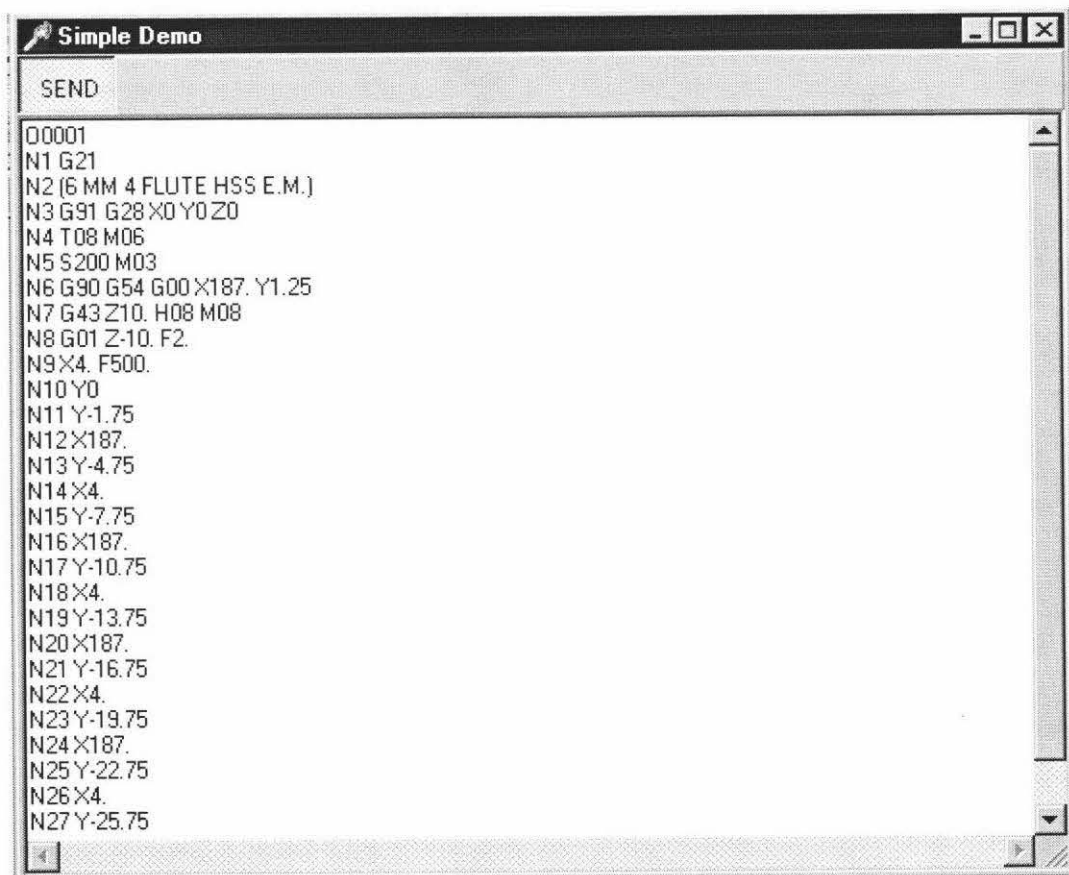 Simple Demo
SEND
O0001
N1 G21
N2 (6 MM 4 FLUTE HSS E.M.)
N3 G91 G28 X0 Y0 Z0
N4 T08 M06
N5 S200 M03
N6 G90 G54 G00 X187. Y1.25
N7 G43 Z10. H08 M08
N8 G01 Z-10. F2.
N9 X4. F500.
N10 Y0
N11 Y-1.75
N12 X187.
N13 Y-4.75
N14 X4.
N15 Y-7.75
N16 X187.
N17 Y-10.75
N18 X4.
N19 Y-13.75
N20 X187.
N21 Y-16.75
N22 X4.
N23 Y-19.75
N24 X187.
N25 Y-22.75
N26 X4.
N27 Y-25.75